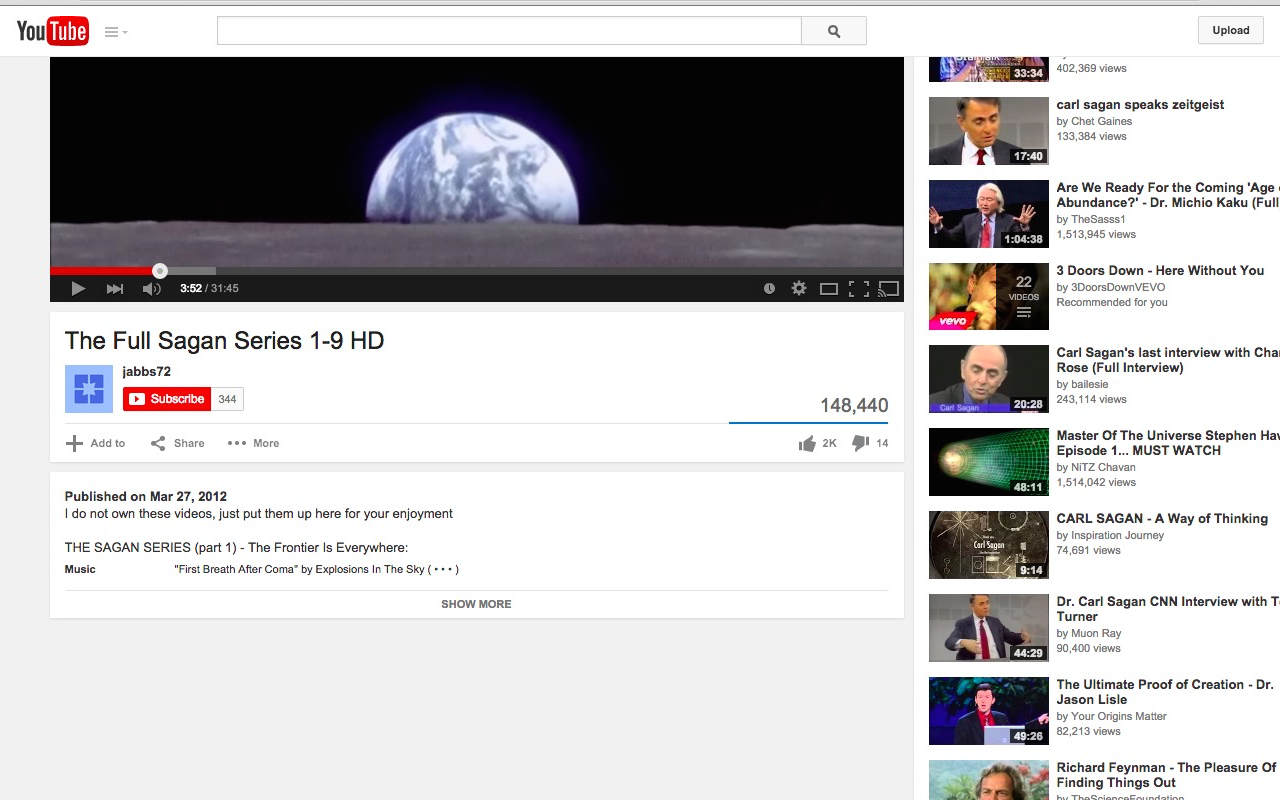 YouTube
Upload
StarTalk
33:34
402,369 views
3:52 / 31:45
The Full Sagan Series 1-9 HD
jabbs72
Subscribe 344
148,440
Add to Share More
2K 14
Published on Mar 27, 2012
I do not own these videos, just put them up here for your enjoyment
THE SAGAN SERIES (part 1) - The Frontier Is Everywhere:
Music "First Breath After Coma" by Explosions In The Sky ( • • • )
SHOW MORE
17:40
carl sagan speaks zeitgeist
by Chet Gaines
133,384 views
1:04:38
Are We Ready For the Coming 'Age
Abundance?' - Dr. Michio Kaku (Full
by TheSasss1
1,513,945 views
22
VIDEOS
vevo
3 Doors Down - Here Without You
by 3DoorsDownVEVO
Recommended for you
Carl Sagan
20:28
Carl Sagan's last interview with Cha
Rose (Full Interview)
by bailesie
243,114 views
48:11
Master Of The Universe Stephen Haw
Episode 1... MUST WATCH
by NiTZ Chavan
1,514,042 views
Carl Sagan
9:14
CARL SAGAN - A Way of Thinking
by Inspiration Journey
74,691 views
44:29
Dr. Carl Sagan CNN Interview with T
Turner
by Muon Ray
90,400 views
49:26
The Ultimate Proof of Creation - Dr.
Jason Lisle
by Your Origins Matter
82,213 views
Richard Feynman - The Pleasure Of
Finding Things Out
by TheScienceFoundation